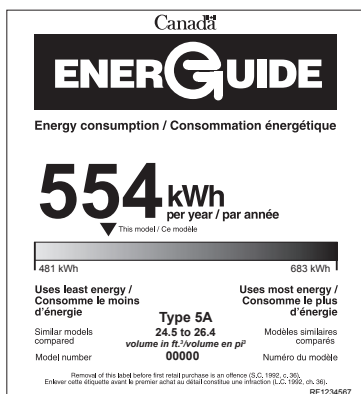 Canada
ENERGUIDE
Energy consumption / Consommation énergétique
554 kWh
per year / par année
This model / Ce modèle
481 kWh
683 kWh
Uses least energy /
Consomme le moins
d'énergie
Uses most energy /
Consomme le plus
d'énergie
Similar models
compared
Type 5A
24.5 to 26.4
volume in ft.³/volume en pi³
Modèles similaires
comparés
Model number
00000
Numéro du modèle
Removal of this label before first retail purchase is an offence (S.C. 1992, c. 36).
Enlever cette étiquette avant le premier achat au détail constitue une infraction (L.C. 1992, ch. 36).
RF1234567